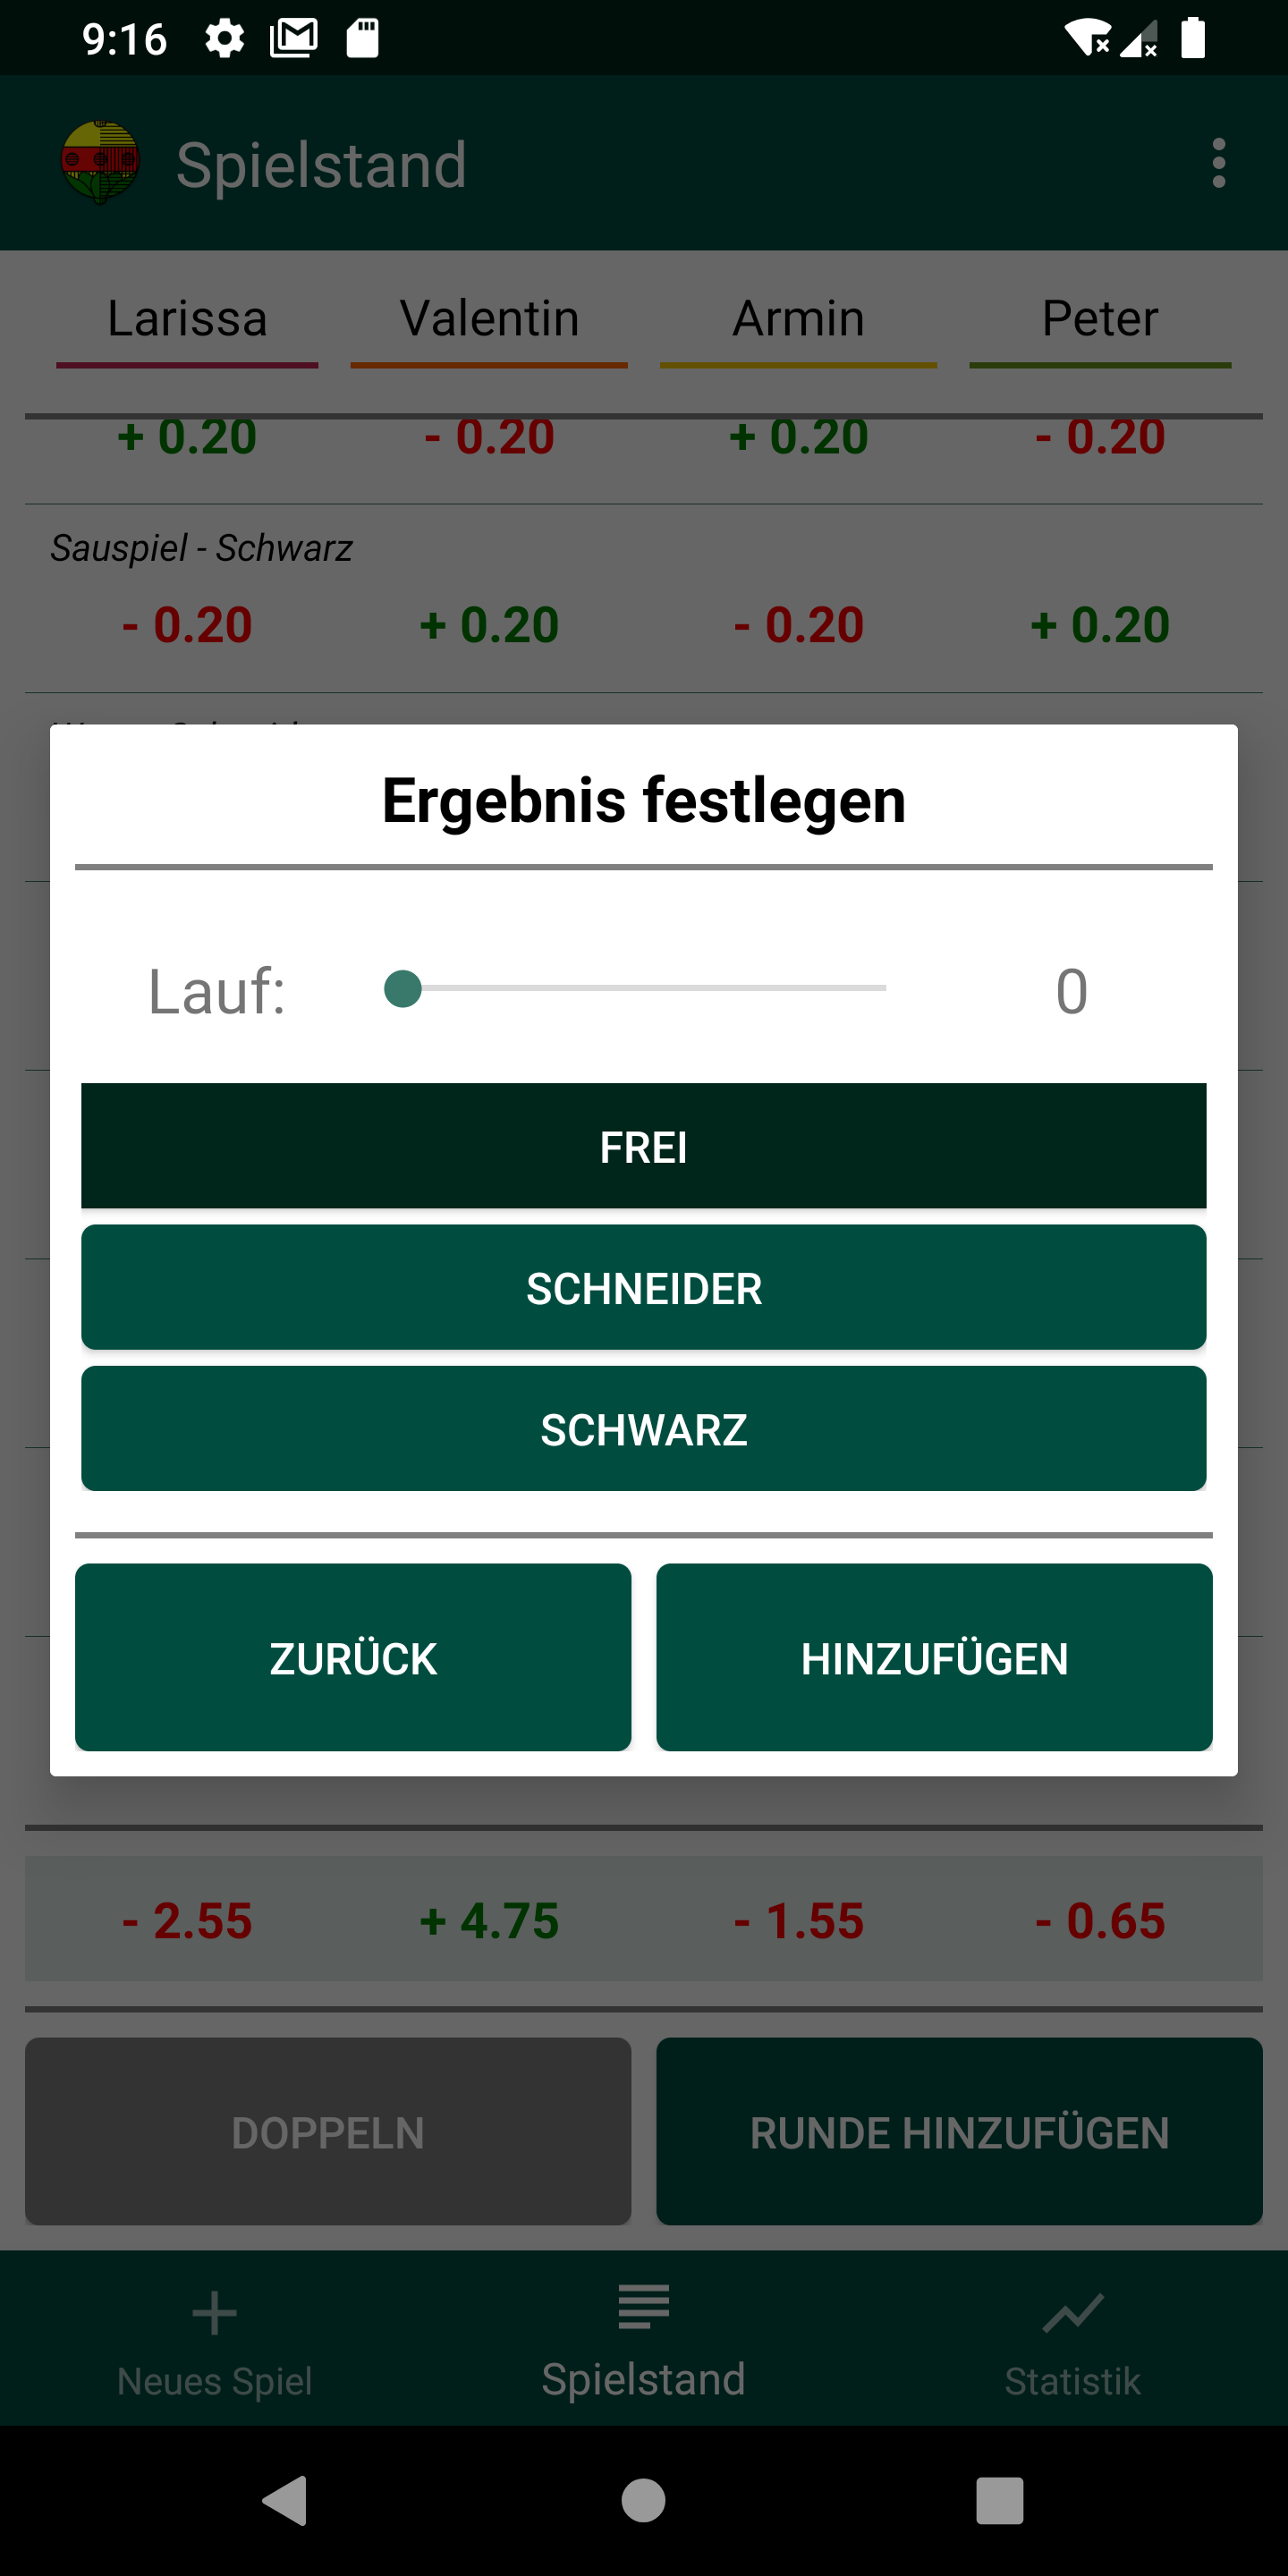 9:16
Spielstand
Larissa Valentin Armin Peter
+ 0.20 - 0.20 + 0.20 - 0.20
Sauspiel - Schwarz
- 0.20 + 0.20 - 0.20 + 0.20
Ergebnis festlegen
Lauf: 0
FREI
SCHNEIDER
SCHWARZ
ZURÜCK HINZUFÜGEN
- 2.55 + 4.75 - 1.55 - 0.65
DOPPELN RUNDE HINZUFÜGEN
Neues Spiel Spielstand Statistik